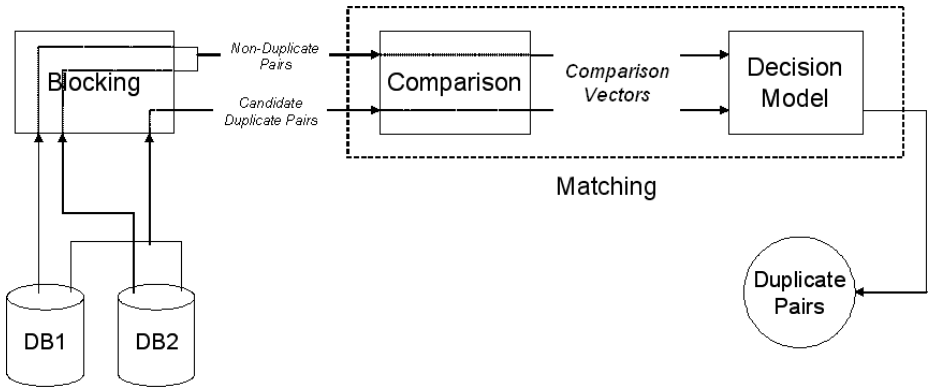 Non-Duplicate
Pairs
Blocking
Candidate
Duplicate Pairs
Comparison
Comparison
Vectors
Decision
Model
Matching
Duplicate
Pairs
DB1
DB2